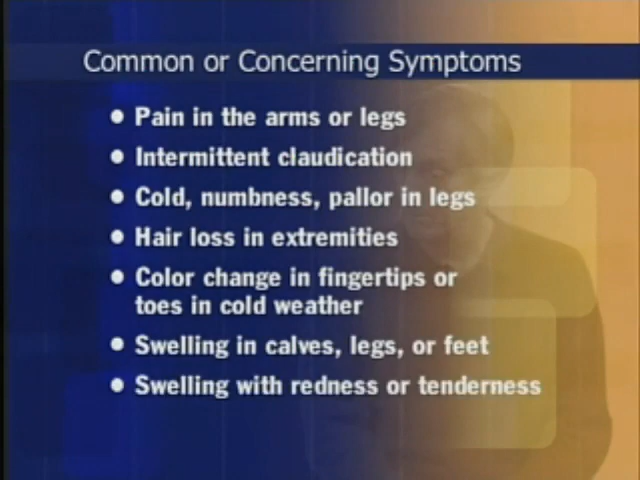 Common or Concerning Symptoms
• Pain in the arms or legs
• Intermittent claudication
• Cold, numbness, pallor in legs
• Hair loss in extremities
• Color change in fingertips or
toes in cold weather
• Swelling in calves, legs, or feet
• Swelling with redness or tenderness